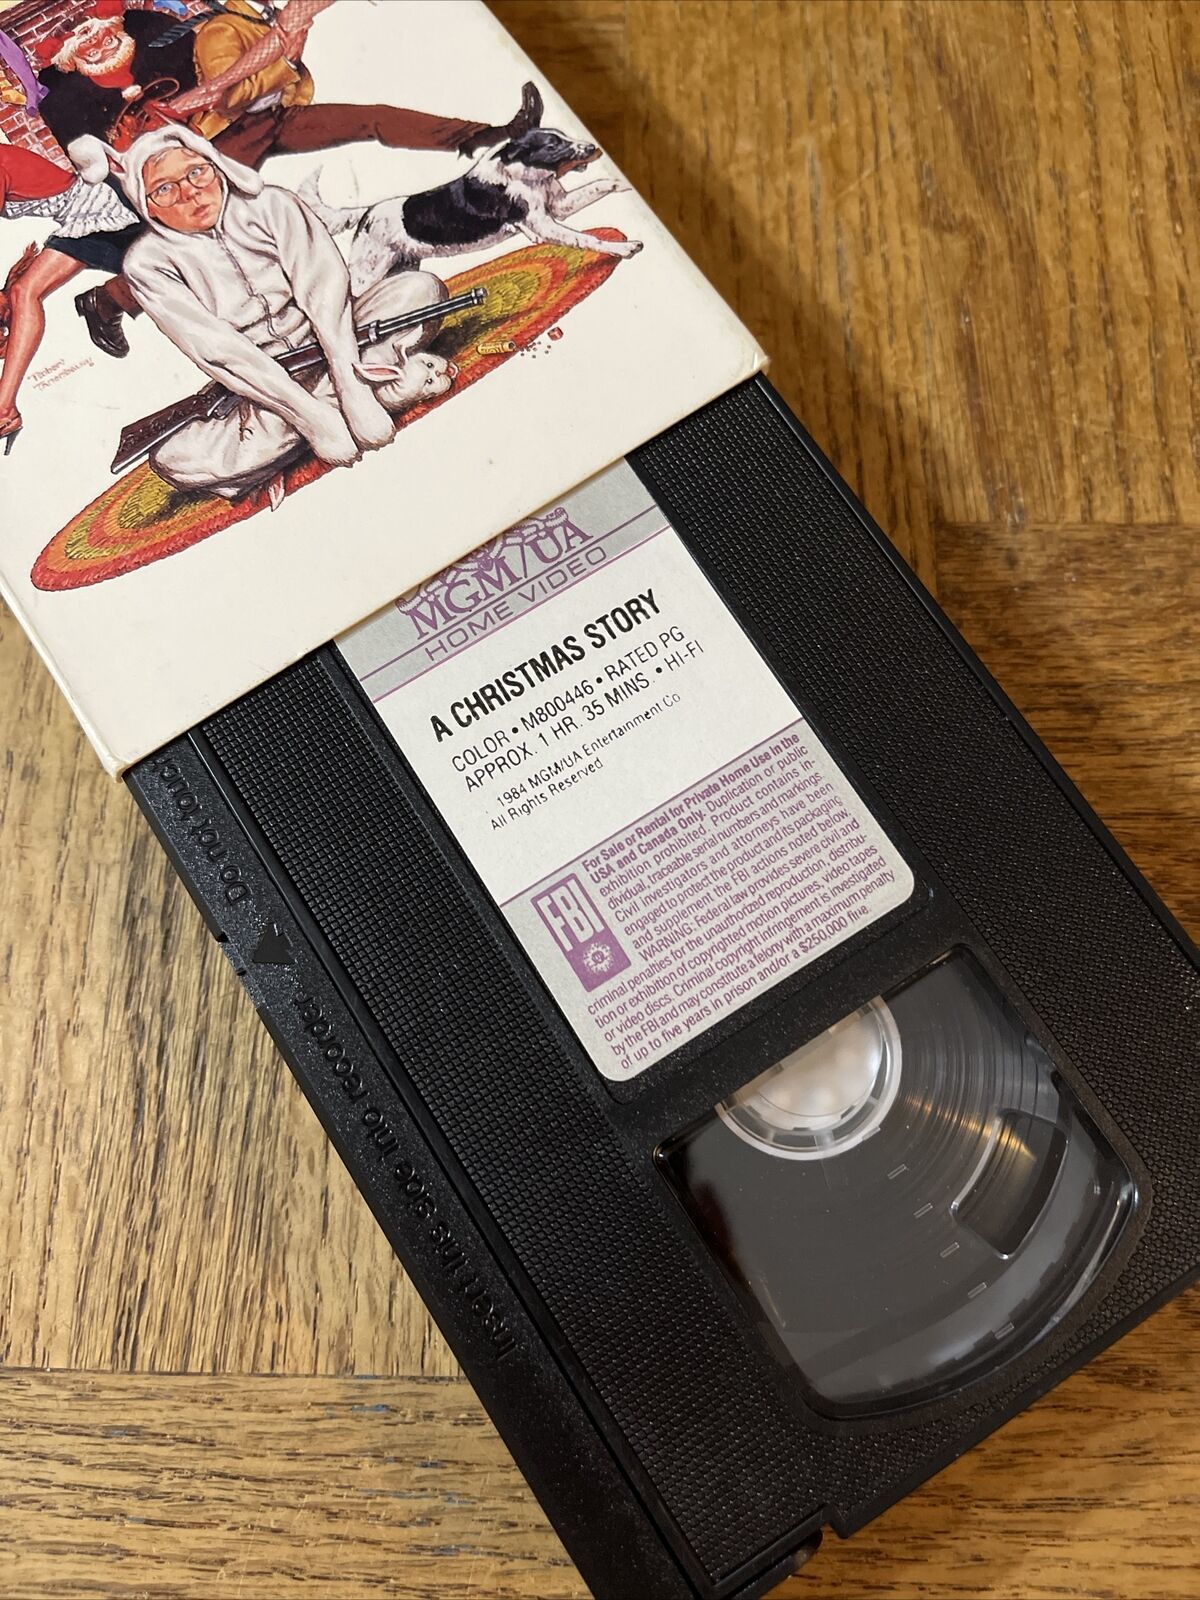 Robert
Tanenbaum
MGM/UA
HOME VIDEO
A CHRISTMAS STORY
COLOR • M800446 • RATED PG
APPROX. 1 HR. 35 MINS. • HI-FI
1984 MGM/UA Entertainment Co
All Rights Reserved
FBI
For Sale or Rental for Private Home Use in the
USA and Canada Only. Duplication or public
exhibition prohibited. Product contains in-
dividual, traceable serial numbers and markings.
Civil investigators and attorneys have been
engaged to protect the product and its packaging
and supplement the FBI actions noted below.
WARNING: Federal law provides severe civil and
criminal penalties for the unauthorized reproduction, distribu-
tion or exhibition of copyrighted motion pictures, video tapes
or video discs. Criminal copyright infringement is investigated
by the FBI and may constitute a felony with a maximum penalty
of up to five years in prison and/or a $250,000 fine.
Insert this side into recorder
Do not touch